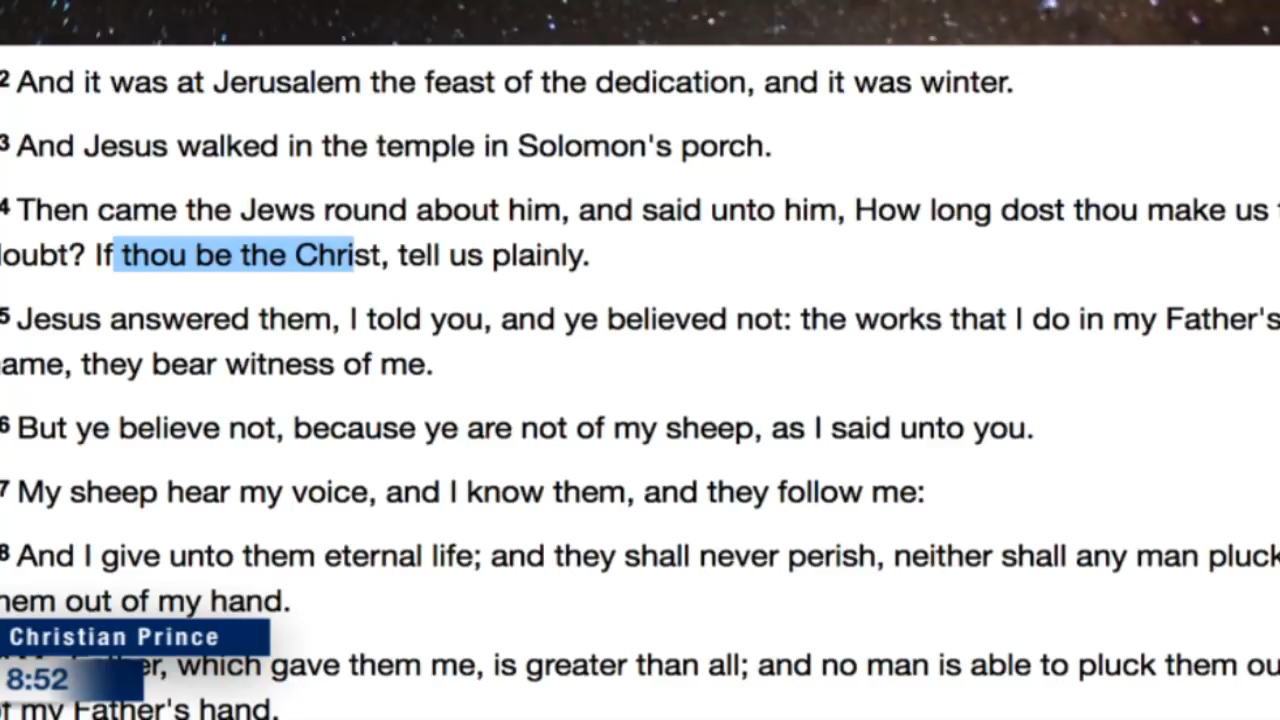 2 And it was at Jerusalem the feast of the dedication, and it was winter.
3 And Jesus walked in the temple in Solomon's porch.
4 Then came the Jews round about him, and said unto him, How long dost thou make us
doubt? If thou be the Christ, tell us plainly.
5 Jesus answered them, I told you, and ye believed not: the works that I do in my Father's
name, they bear witness of me.
6 But ye believe not, because ye are not of my sheep, as I said unto you.
7 My sheep hear my voice, and I know them, and they follow me:
8 And I give unto them eternal life; and they shall never perish, neither shall any man pluck
them out of my hand.
Christian Prince
which gave them me, is greater than all; and no man is able to pluck them
8:52
my Father's hand.